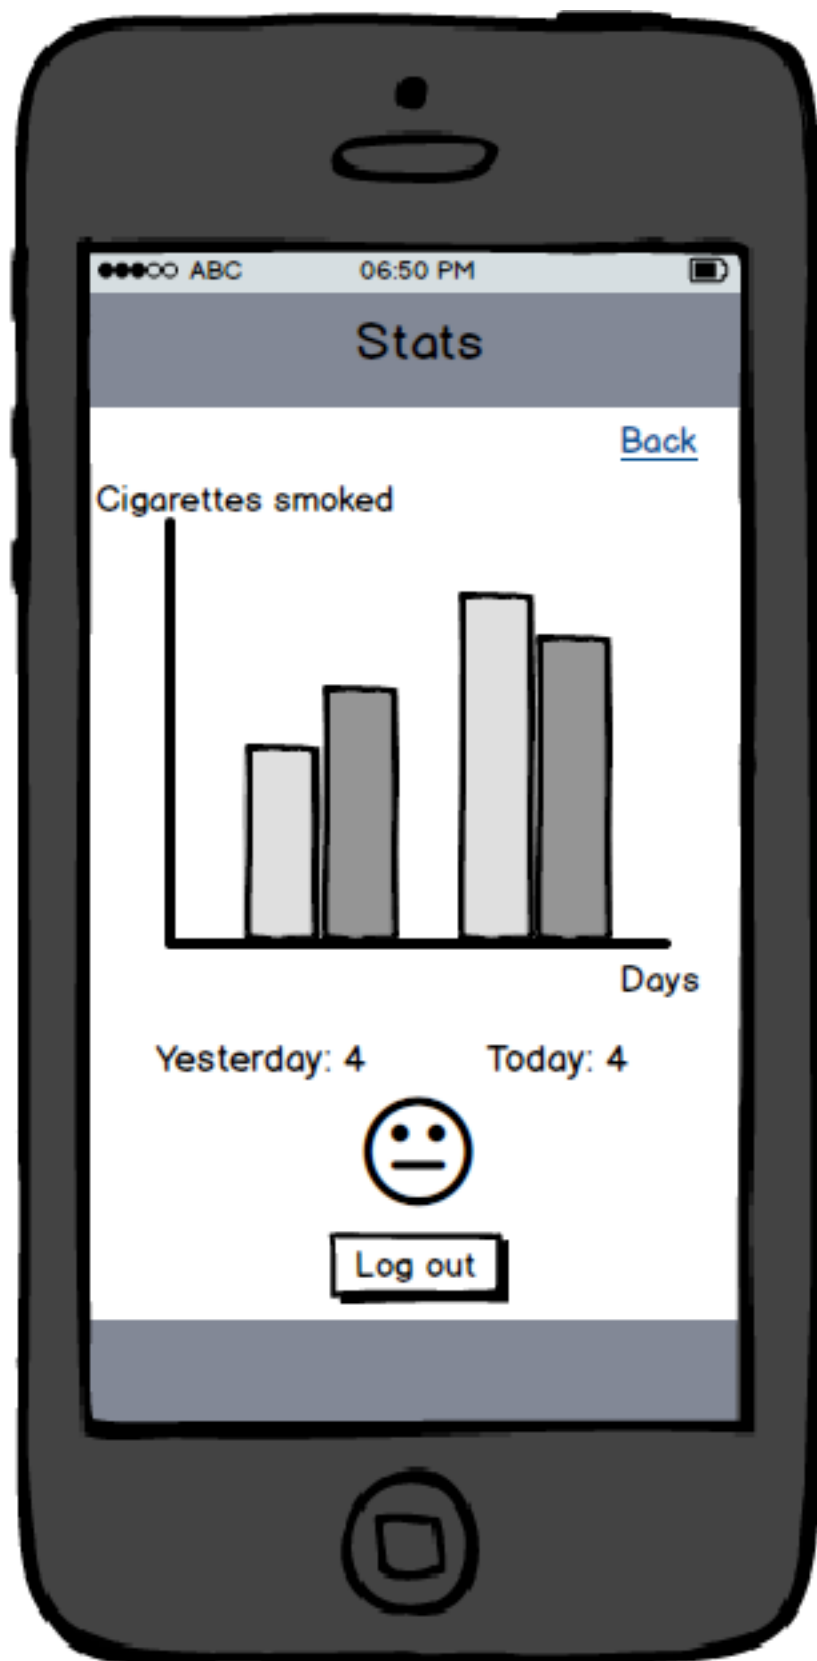 ABC 06:50 PM
Stats
Back
Cigarettes smoked
Days
Yesterday: 4 Today: 4
Log out